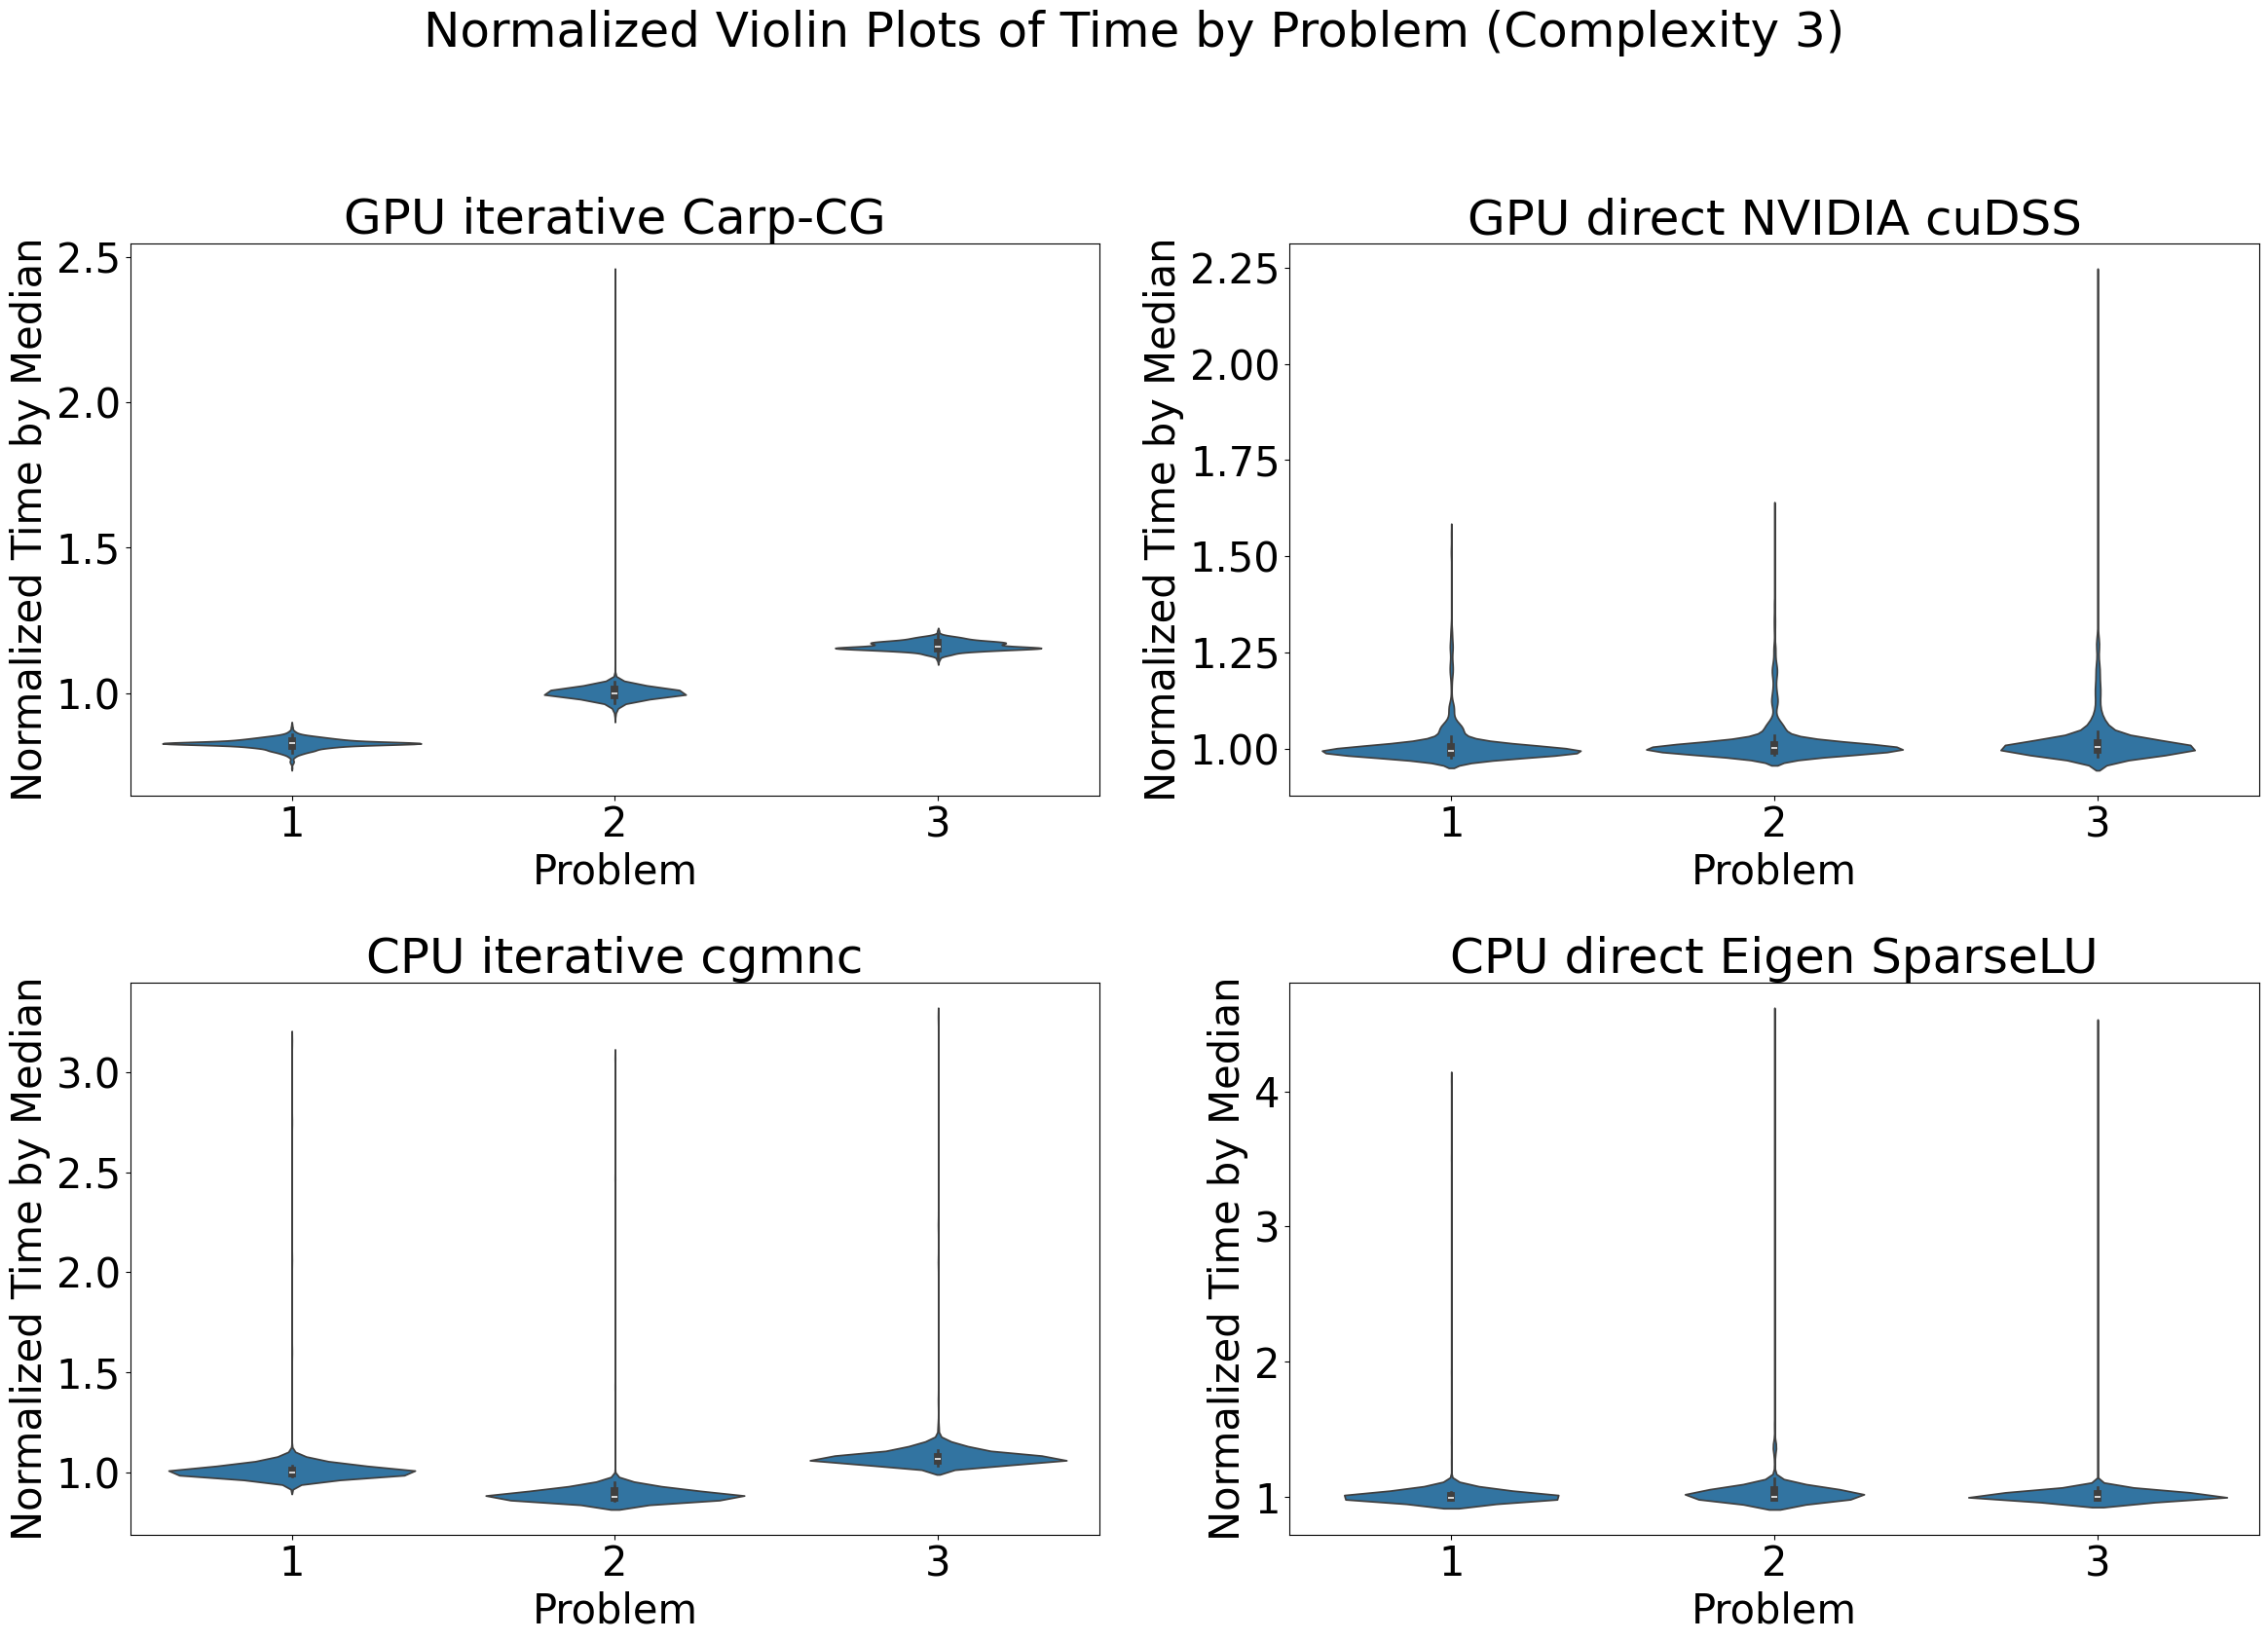 Normalized Violin Plots of Time by Problem (Complexity 3)
GPU iterative Carp-CG
Normalized Time by Median
2.5
2.0
1.5
1.0
1 2 3
Problem
GPU direct NVIDIA cuDSS
Normalized Time by Median
2.25
2.00
1.75
1.50
1.25
1.00
1 2 3
Problem
CPU iterative cgmnc
Normalized Time by Median
3.0
2.5
2.0
1.5
1.0
1 2 3
Problem
CPU direct Eigen SparseLU
Normalized Time by Median
4
3
2
1
1 2 3
Problem